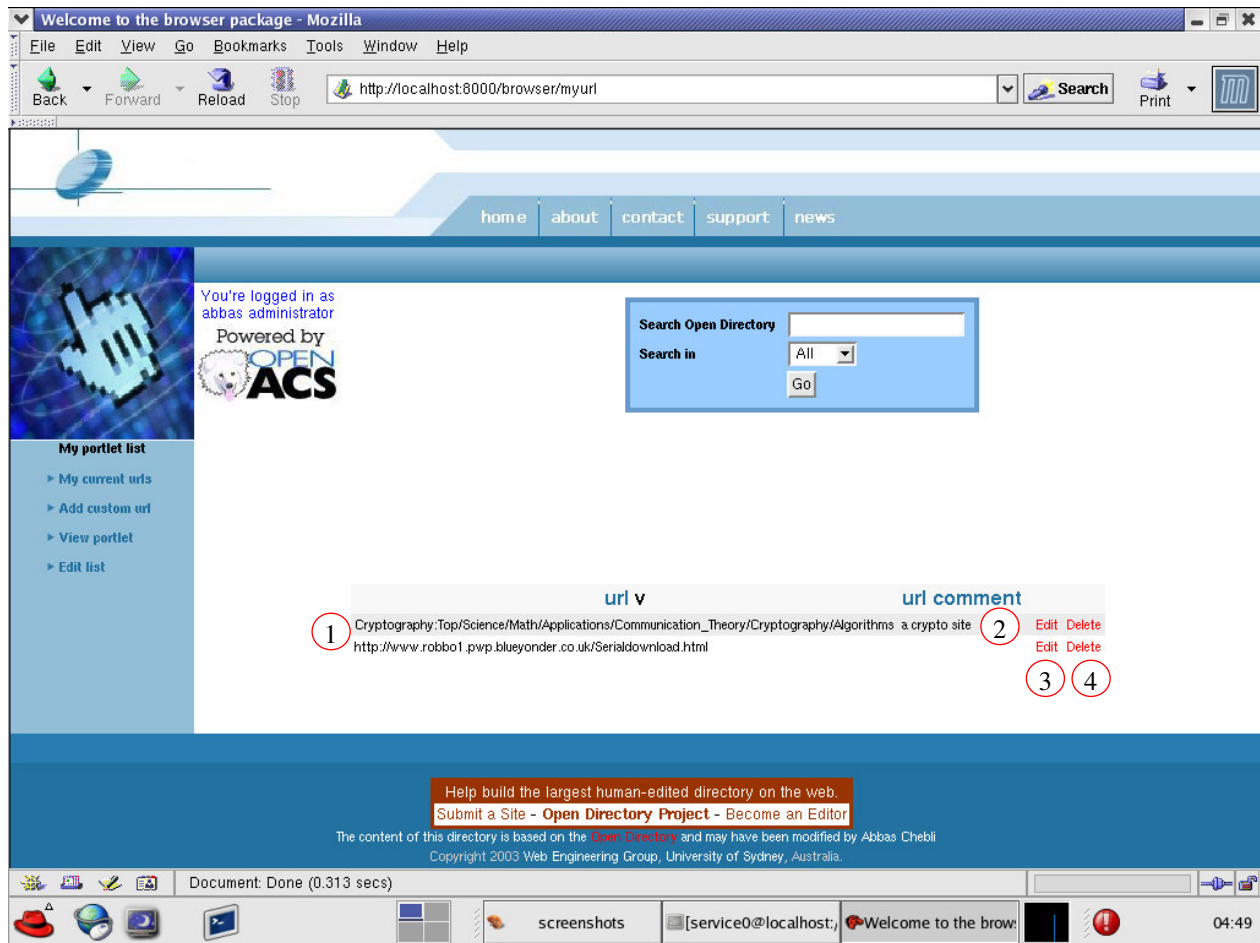 Welcome to the browser package - Mozilla
File Edit View Go Bookmarks Tools Window Help
Back Forward Reload Stop http://localhost:8000/browser/myurl Search Print
home about contact support news
You're logged in as
abbas administrator
Powered by
OPEN
ACS
Search Open Directory
Search in All
Go
My portlet list
My current urls
Add custom url
View portlet
Edit list
url v url comment
1 Cryptography:Top/Science/Math/Applications/Communication_Theory/Cryptography/Algorithms a crypto site 2 Edit Delete
http://www.robbo1.pwp.blueyonder.co.uk/Serialdownload.html Edit Delete
3 4
Help build the largest human-edited directory on the web.
Submit a Site - Open Directory Project - Become an Editor
The content of this directory is based on the Open Directory and may have been modified by Abbas Chebli
Copyright 2003 Web Engineering Group, University of Sydney, Australia.
Document: Done (0.313 secs)
screenshots [service0@localhost:/ Welcome to the brow: 04:49